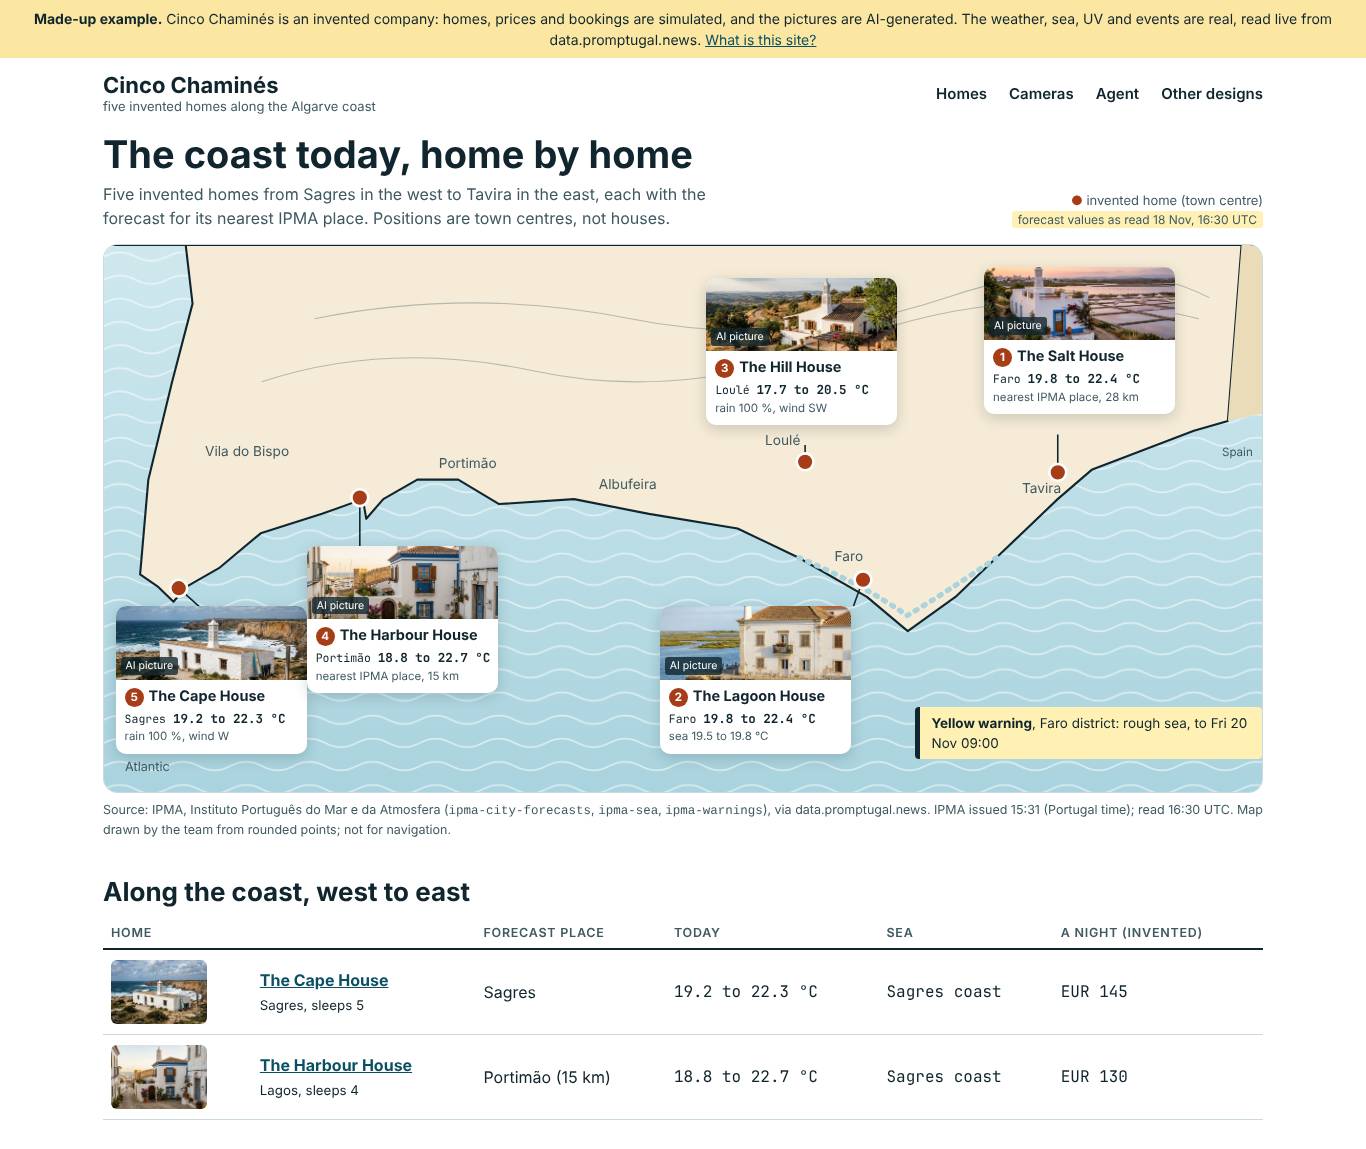 Made-up example. Cinco Chaminés is an invented company: homes, prices and bookings are simulated, and the pictures are AI-generated. The weather, sea, UV and events are real, read live from
data.promptugal.news. What is this site?
Cinco Chaminés
five invented homes along the Algarve coast
Homes Cameras Agent Other designs
The coast today, home by home
Five invented homes from Sagres in the west to Tavira in the east, each with the
forecast for its nearest IPMA place. Positions are town centres, not houses.
invented home (town centre)
forecast values as read 18 Nov, 16:30 UTC
AI picture
3 The Hill House
Loulé 17.7 to 20.5 °C
rain 100 %, wind SW
AI picture
1 The Salt House
Faro 19.8 to 22.4 °C
nearest IPMA place, 28 km
Loulé
Vila do Bispo
Portimão
Albufeira
Spain
Tavira
Faro
AI picture
4 The Harbour House
Portimão 18.8 to 22.7 °C
nearest IPMA place, 15 km
AI picture
5 The Cape House
Sagres 19.2 to 22.3 °C
rain 100 %, wind W
AI picture
2 The Lagoon House
Faro 19.8 to 22.4 °C
sea 19.5 to 19.8 °C
Yellow warning, Faro district: rough sea, to Fri 20
Nov 09:00
Atlantic
Source: IPMA, Instituto Português do Mar e da Atmosfera (ipma-city-forecasts, ipma-sea, ipma-warnings), via data.promptugal.news. IPMA issued 15:31 (Portugal time); read 16:30 UTC. Map
drawn by the team from rounded points; not for navigation.
Along the coast, west to east
HOME FORECAST PLACE TODAY SEA A NIGHT (INVENTED)
The Cape House
Sagres, sleeps 5
Sagres 19.2 to 22.3 °C Sagres coast EUR 145
The Harbour House
Lagos, sleeps 4
Portimão (15 km) 18.8 to 22.7 °C Sagres coast EUR 130